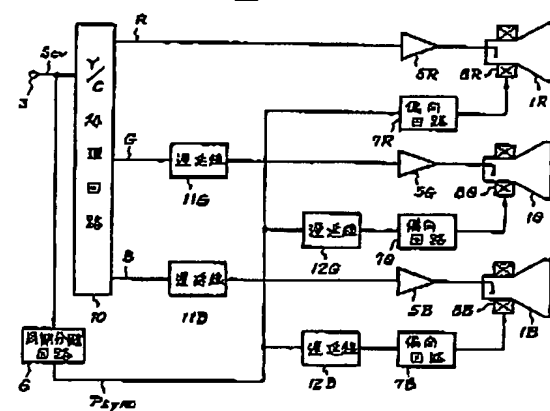 R
Scv
3
Y/C
処理回路
5R
8R
1R
偏向
回路
7R
G
遅延線
11G
5G
8G
1G
遅延線
12G
偏向
回路
7G
B
遅延線
11B
5B
8B
1B
10
同期分離
回路
6
Psync
遅延線
12B
偏向
回路
7B